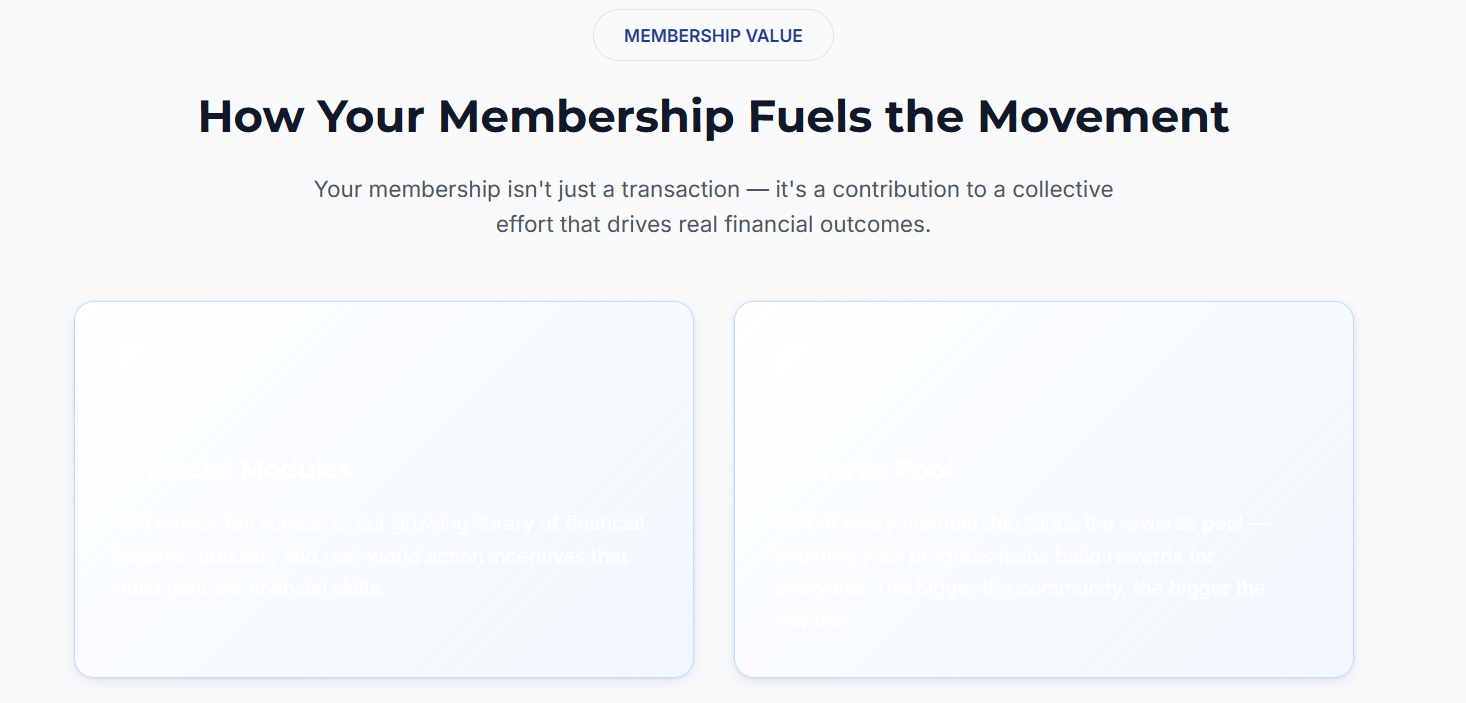 MEMBERSHIP VALUE
How Your Membership Fuels the Movement
Your membership isn't just a transaction — it's a contribution to a collective
effort that drives real financial outcomes.
Financial Modules
You unlock full access to our growing library of financial
lessons, quizzes, and real-world action incentives that
build genuine financial skills.
Rewards Pool
Part of every membership funds the rewards pool —
meaning your progress helps build rewards for
everyone. The bigger the community, the bigger the
rewards.